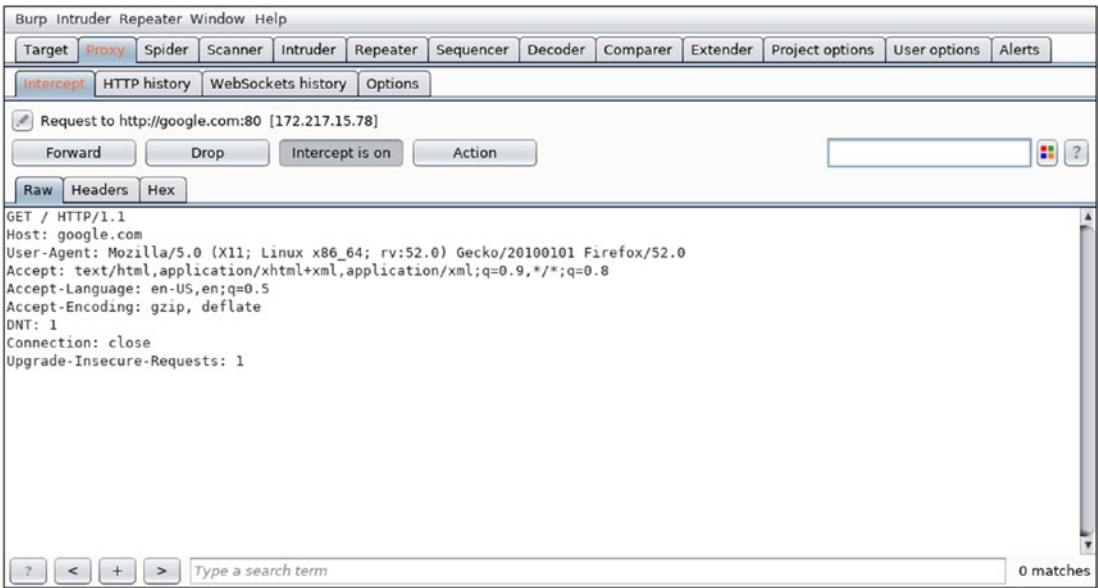 Burp Intruder Repeater Window Help
Target Proxy Spider Scanner Intruder Repeater Sequencer Decoder Comparer Extender Project options User options Alerts
Intercept HTTP history WebSockets history Options
Request to http://google.com:80 [172.217.15.78]
Forward Drop Intercept is on Action ?
Raw Headers Hex
GET / HTTP/1.1
Host: google.com
User-Agent: Mozilla/5.0 (X11; Linux x86_64; rv:52.0) Gecko/20100101 Firefox/52.0
Accept: text/html,application/xhtml+xml,application/xml;q=0.9,*/*;q=0.8
Accept-Language: en-US,en;q=0.5
Accept-Encoding: gzip, deflate
DNT: 1
Connection: close
Upgrade-Insecure-Requests: 1
? < + > Type a search term 0 matches